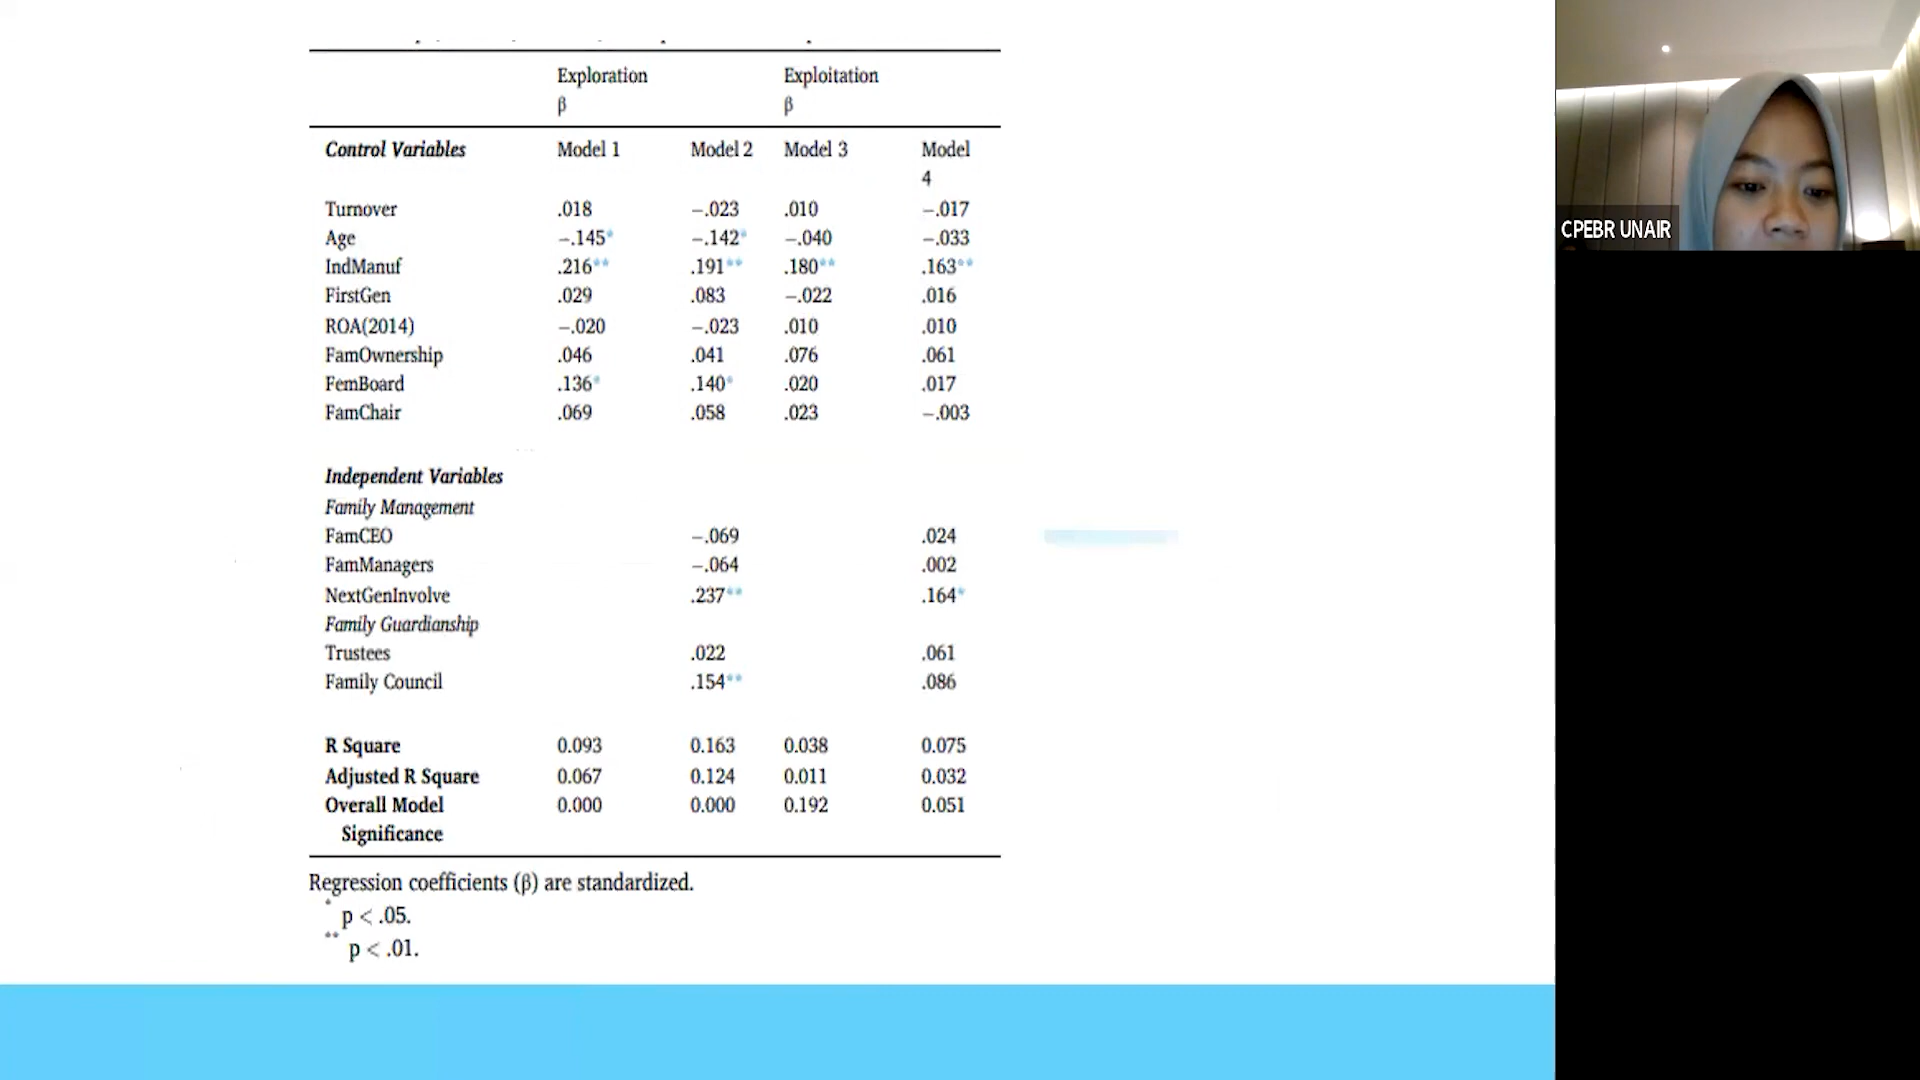 Exploration Exploitation
β β
Control Variables Model 1 Model 2 Model 3 Model
4
Turnover .018 –.023 .010 –.017
Age –.145* –.142* –.040 –.033
IndManuf .216** .191** .180** .163**
FirstGen .029 .083 –.022 .016
ROA(2014) –.020 –.023 .010 .010
FamOwnership .046 .041 .076 .061
FemBoard .136* .140* .020 .017
FamChair .069 .058 .023 –.003
Independent Variables
Family Management
FamCEO –.069 .024
FamManagers –.064 .002
NextGenInvolve .237** .164*
Family Guardianship
Trustees .022 .061
Family Council .154** .086
R Square 0.093 0.163 0.038 0.075
Adjusted R Square 0.067 0.124 0.011 0.032
Overall Model 0.000 0.000 0.192 0.051
Significance
Regression coefficients (β) are standardized.
* p < .05.
** p < .01.
CPEBR UNAIR